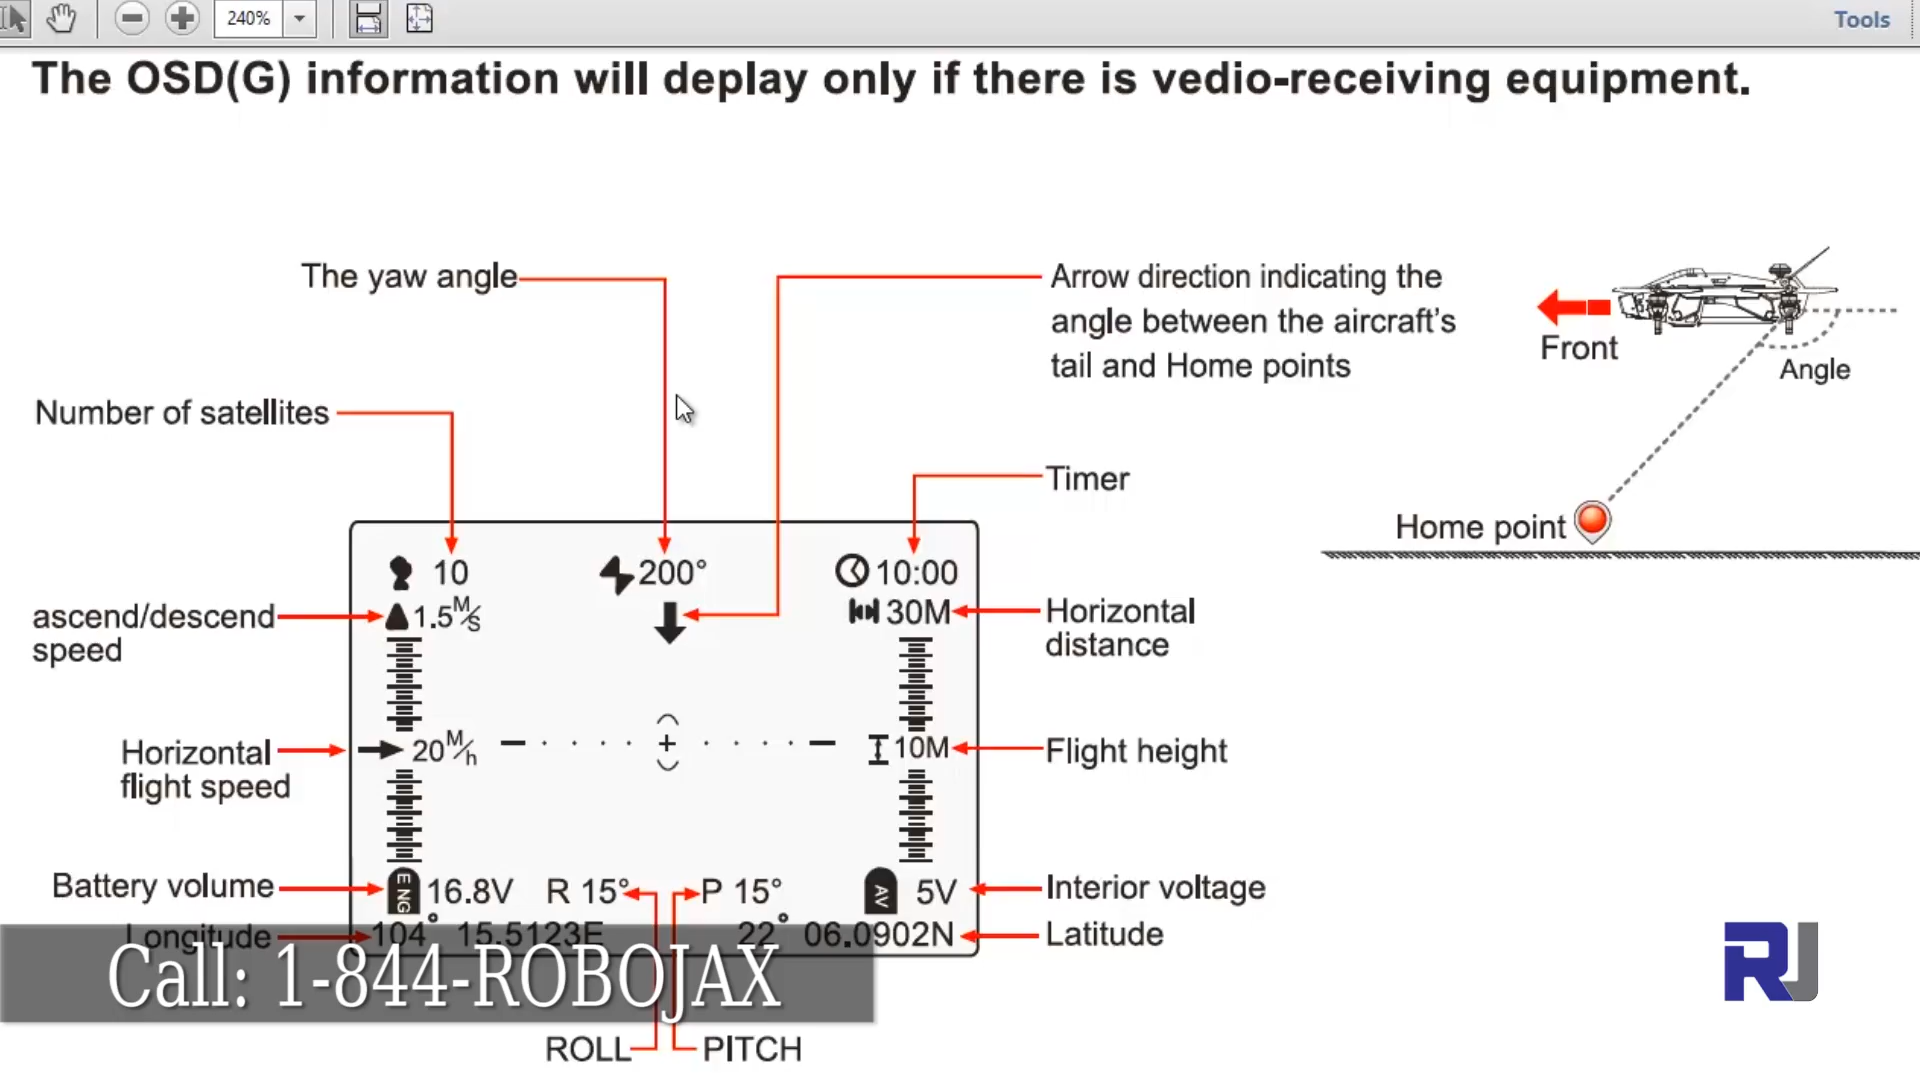 240%
Tools
The OSD(G) information will deplay only if there is vedio-receiving equipment.
The yaw angle
Arrow direction indicating the
angle between the aircraft's
tail and Home points
Front
Angle
Number of satellites
Timer
Home point
10
200°
10:00
ascend/descend
speed
1.5M/S
30M
Horizontal
distance
Horizontal
flight speed
20M/h
10M
Flight height
Battery volume
ENG
16.8V
R 15°
P 15°
AV
5V
Interior voltage
Longitude
104° 15.5123E
22° 06.0902N
Latitude
Call: 1-844-ROBOJAX
RJ
ROLL
PITCH